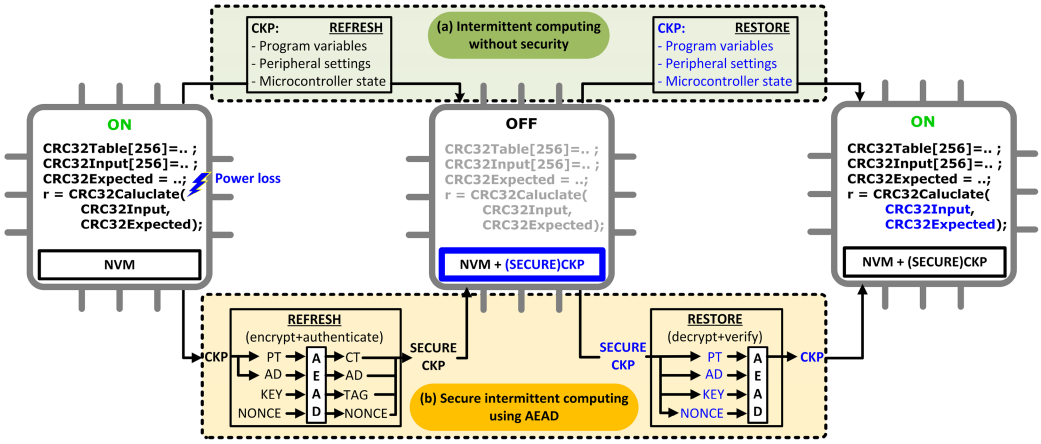 CKP: REFRESH
- Program variables
- Peripheral settings
- Microcontroller state
(a) Intermittent computing
without security
CKP: RESTORE
- Program variables
- Peripheral settings
- Microcontroller state
ON
CRC32Table[256]=.. ;
CRC32Input[256]=.. ;
CRC32Expected = ..;
r = CRC32Caluclate(
CRC32Input,
CRC32Expected);
NVM
Power loss
OFF
CRC32Table[256]=.. ;
CRC32Input[256]=.. ;
CRC32Expected = ..;
r = CRC32Caluclate(
CRC32Input,
CRC32Expected);
NVM + (SECURE)CKP
ON
CRC32Table[256]=.. ;
CRC32Input[256]=.. ;
CRC32Expected = ..;
r = CRC32Caluclate(
CRC32Input,
CRC32Expected);
NVM + (SECURE)CKP
CKP
REFRESH
(encrypt+authenticate)
PT
AD
KEY
NONCE
A
E
A
D
CT
AD
TAG
NONCE
SECURE
CKP
(b) Secure intermittent computing
using AEAD
SECURE
CKP
RESTORE
(decrypt+verify)
PT
AD
KEY
NONCE
A
E
A
D
CKP